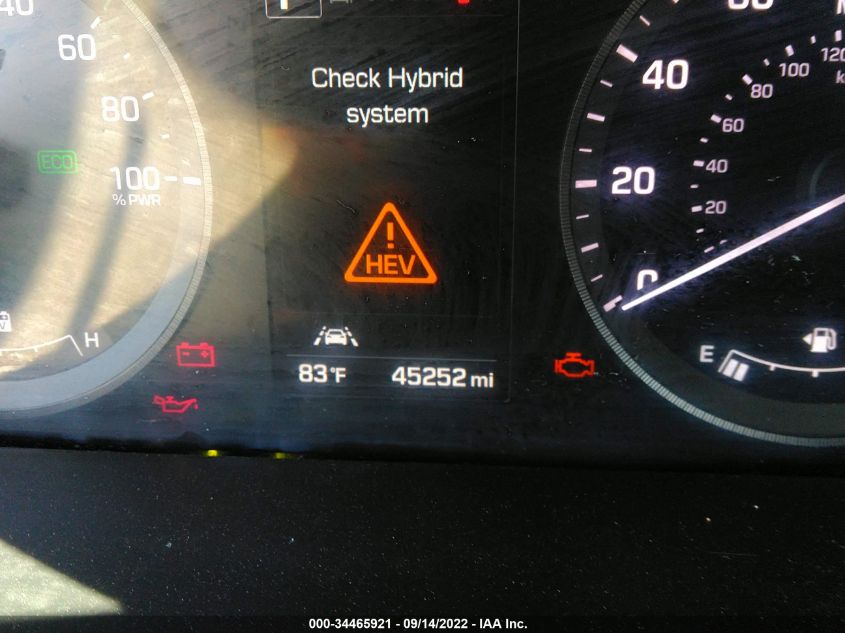 60
80
ECO
100
% PWR
H
Check Hybrid
system
HEV
83°F
45252 mi
40
20
0
120
100
80
60
40
20
E
000-34465921 - 09/14/2022 - IAA Inc.